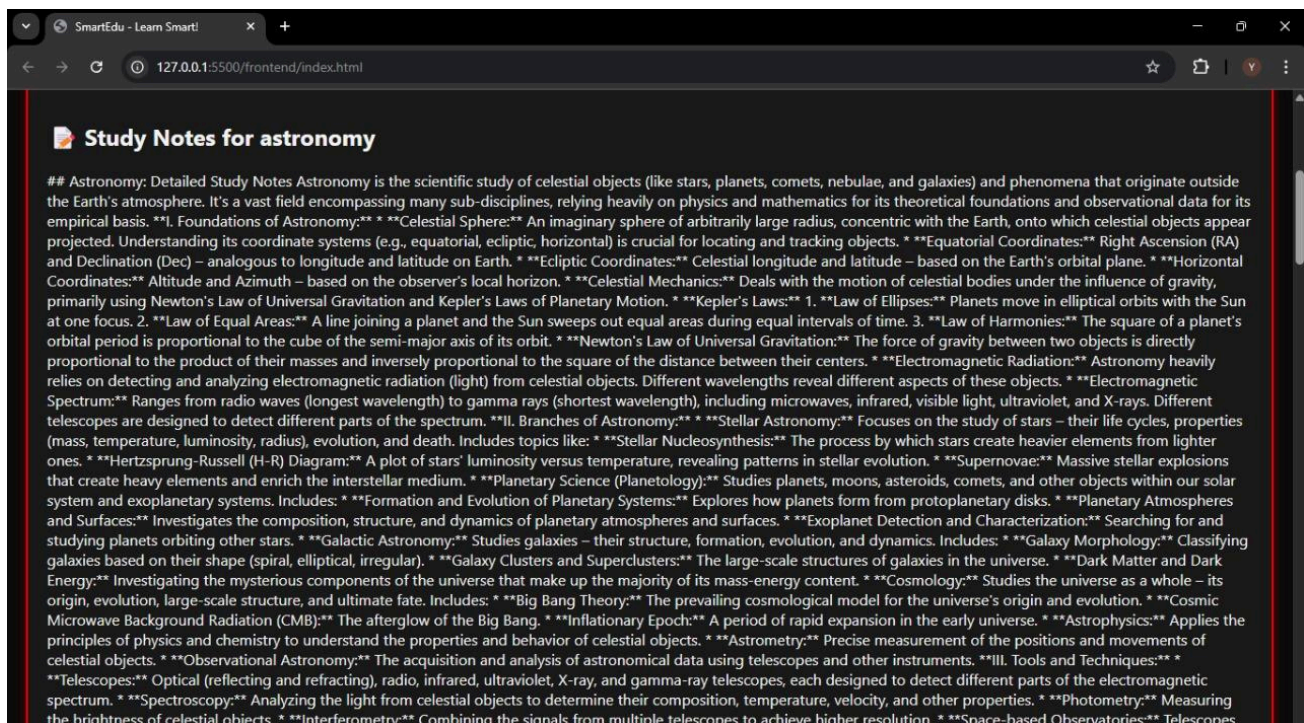 SmartEdu - Learn Smart!
127.0.0.1:5500/frontend/index.html
Y
Study Notes for astronomy
## Astronomy: Detailed Study Notes Astronomy is the scientific study of celestial objects (like stars, planets, comets, nebulae, and galaxies) and phenomena that originate outside
the Earth's atmosphere. It's a vast field encompassing many sub-disciplines, relying heavily on physics and mathematics for its theoretical foundations and observational data for its
empirical basis. **I. Foundations of Astronomy:** * **Celestial Sphere:** An imaginary sphere of arbitrarily large radius, concentric with the Earth, onto which celestial objects appear
projected. Understanding its coordinate systems (e.g., equatorial, ecliptic, horizontal) is crucial for locating and tracking objects. * **Equatorial Coordinates:** Right Ascension (RA)
and Declination (Dec) – analogous to longitude and latitude on Earth. * **Ecliptic Coordinates:** Celestial longitude and latitude – based on the Earth's orbital plane. * **Horizontal
Coordinates:** Altitude and Azimuth – based on the observer's local horizon. * **Celestial Mechanics:** Deals with the motion of celestial bodies under the influence of gravity,
primarily using Newton's Law of Universal Gravitation and Kepler's Laws of Planetary Motion. * **Kepler's Laws:** 1. **Law of Ellipses:** Planets move in elliptical orbits with the Sun
at one focus. 2. **Law of Equal Areas:** A line joining a planet and the Sun sweeps out equal areas during equal intervals of time. 3. **Law of Harmonies:** The square of a planet's
orbital period is proportional to the cube of the semi-major axis of its orbit. * **Newton's Law of Universal Gravitation:** The force of gravity between two objects is directly
proportional to the product of their masses and inversely proportional to the square of the distance between their centers. * **Electromagnetic Radiation:** Astronomy heavily
relies on detecting and analyzing electromagnetic radiation (light) from celestial objects. Different wavelengths reveal different aspects of these objects. * **Electromagnetic
Spectrum:** Ranges from radio waves (longest wavelength) to gamma rays (shortest wavelength), including microwaves, infrared, visible light, ultraviolet, and X-rays. Different
telescopes are designed to detect different parts of the spectrum. **II. Branches of Astronomy:** * **Stellar Astronomy:** Focuses on the study of stars – their life cycles, properties
(mass, temperature, luminosity, radius), evolution, and death. Includes topics like: * **Stellar Nucleosynthesis:** The process by which stars create heavier elements from lighter
ones. * **Hertzsprung-Russell (H-R) Diagram:** A plot of stars' luminosity versus temperature, revealing patterns in stellar evolution. * **Supernovae:** Massive stellar explosions
that create heavy elements and enrich the interstellar medium. * **Planetary Science (Planetology):** Studies planets, moons, asteroids, comets, and other objects within our solar
system and exoplanetary systems. Includes: * **Formation and Evolution of Planetary Systems:** Explores how planets form from protoplanetary disks. * **Planetary Atmospheres
and Surfaces:** Investigates the composition, structure, and dynamics of planetary atmospheres and surfaces. * **Exoplanet Detection and Characterization:** Searching for and
studying planets orbiting other stars. * **Galactic Astronomy:** Studies galaxies – their structure, formation, evolution, and dynamics. Includes: * **Galaxy Morphology:** Classifying
galaxies based on their shape (spiral, elliptical, irregular). * **Galaxy Clusters and Superclusters:** The large-scale structures of galaxies in the universe. * **Dark Matter and Dark
Energy:** Investigating the mysterious components of the universe that make up the majority of its mass-energy content. * **Cosmology:** Studies the universe as a whole – its
origin, evolution, large-scale structure, and ultimate fate. Includes: * **Big Bang Theory:** The prevailing cosmological model for the universe's origin and evolution. * **Cosmic
Microwave Background Radiation (CMB):** The afterglow of the Big Bang. * **Inflationary Epoch:** A period of rapid expansion in the early universe. * **Astrophysics:** Applies the
principles of physics and chemistry to understand the properties and behavior of celestial objects. * **Astrometry:** Precise measurement of the positions and movements of
celestial objects. * **Observational Astronomy:** The acquisition and analysis of astronomical data using telescopes and other instruments. **III. Tools and Techniques:** *
**Telescopes:** Optical (reflecting and refracting), radio, infrared, ultraviolet, X-ray, and gamma-ray telescopes, each designed to detect different parts of the electromagnetic
spectrum. * **Spectroscopy:** Analyzing the light from celestial objects to determine their composition, temperature, velocity, and other properties. * **Photometry:** Measuring
the brightness of celestial objects. * **Interferometry:** Combining the signals from multiple telescopes to achieve higher resolution. * **Space-based Observatories:** Telescopes